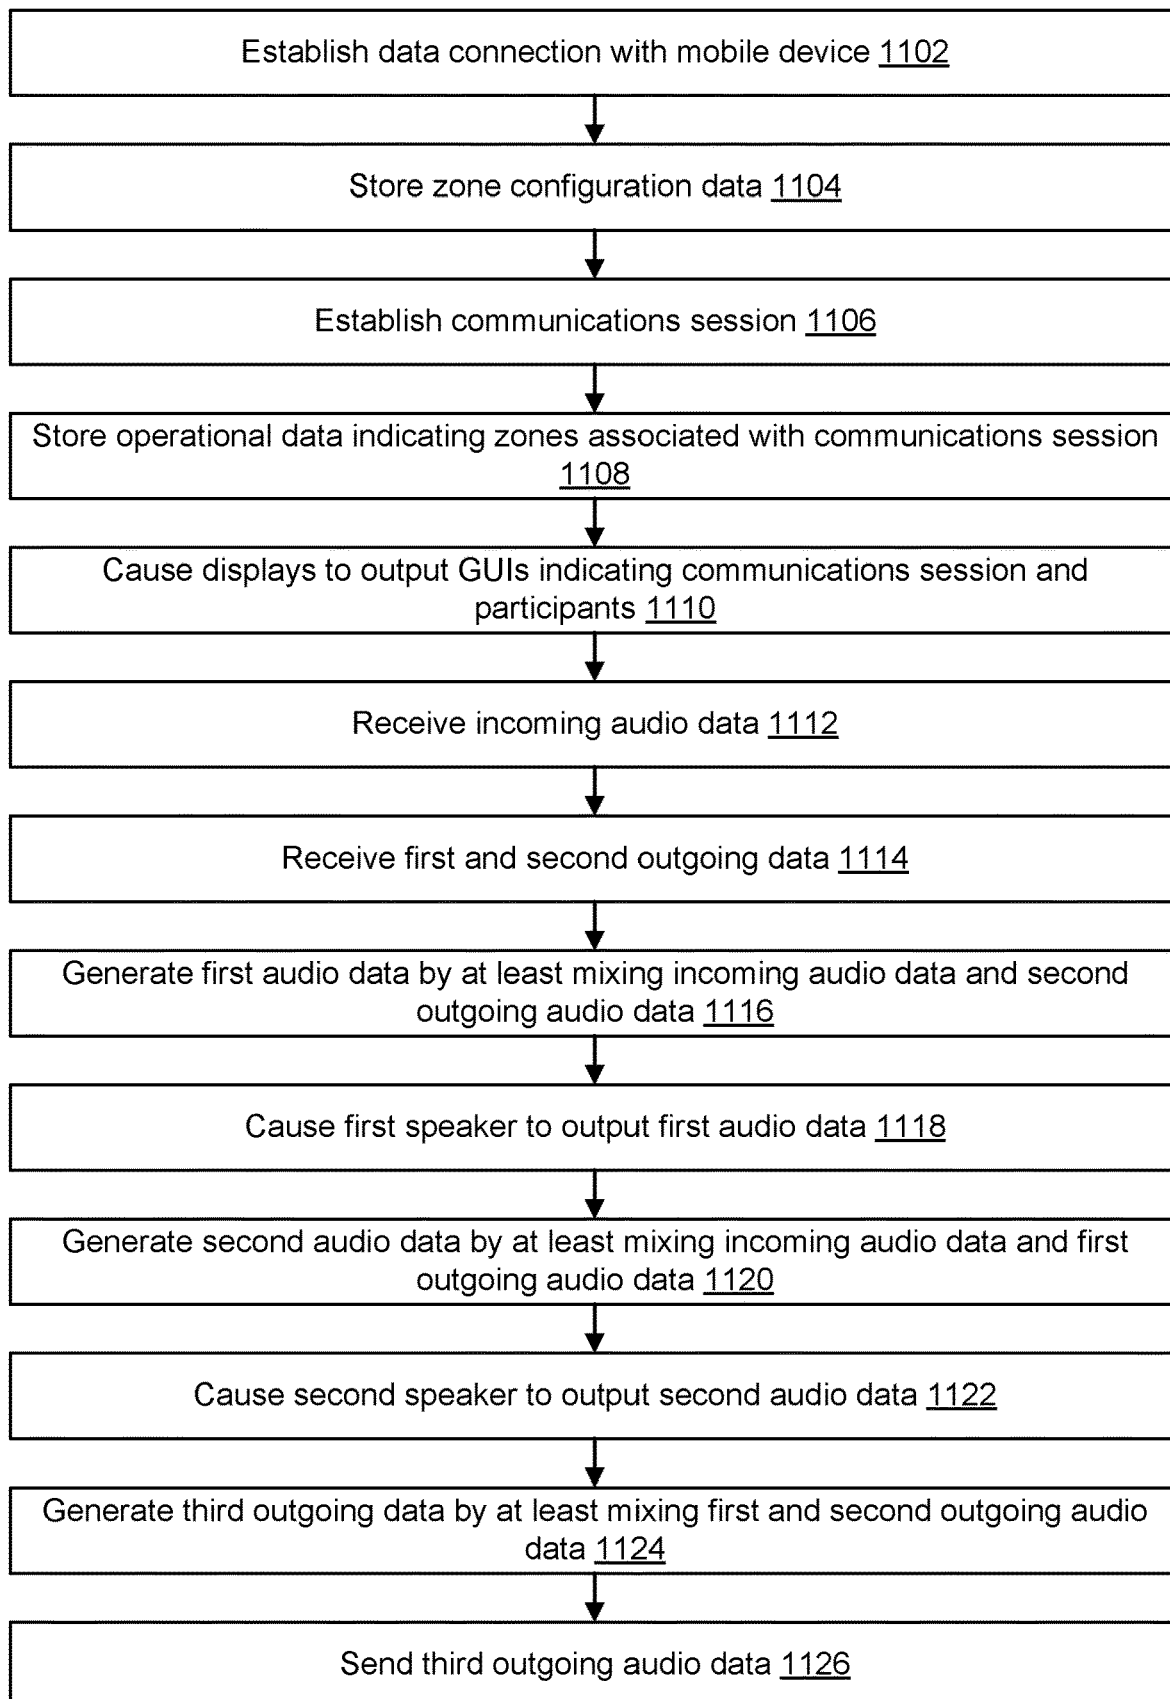 Establish data connection with mobile device 1102
Store zone configuration data 1104
Establish communications session 1106
Store operational data indicating zones associated with communications session
1108
Cause displays to output GUIs indicating communications session and
participants 1110
Receive incoming audio data 1112
Receive first and second outgoing data 1114
Generate first audio data by at least mixing incoming audio data and second
outgoing audio data 1116
Cause first speaker to output first audio data 1118
Generate second audio data by at least mixing incoming audio data and first
outgoing audio data 1120
Cause second speaker to output second audio data 1122
Generate third outgoing data by at least mixing first and second outgoing audio
data 1124
Send third outgoing audio data 1126